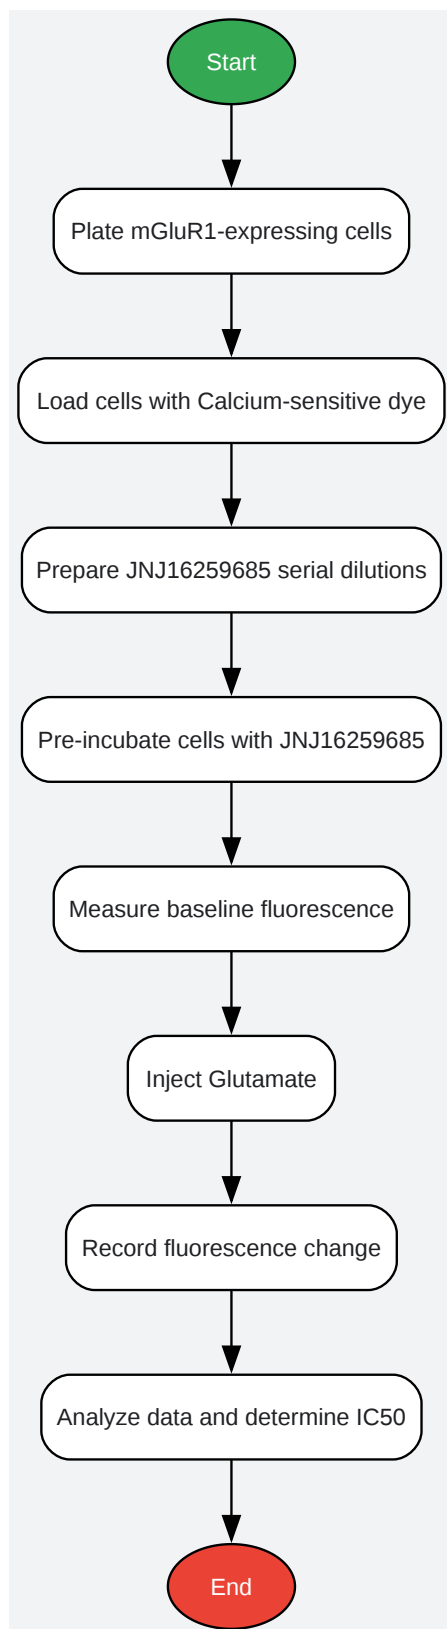 Start
Plate mGluR1-expressing cells
Load cells with Calcium-sensitive dye
Prepare JNJ16259685 serial dilutions
Pre-incubate cells with JNJ16259685
Measure baseline fluorescence
Inject Glutamate
Record fluorescence change
Analyze data and determine IC50
End